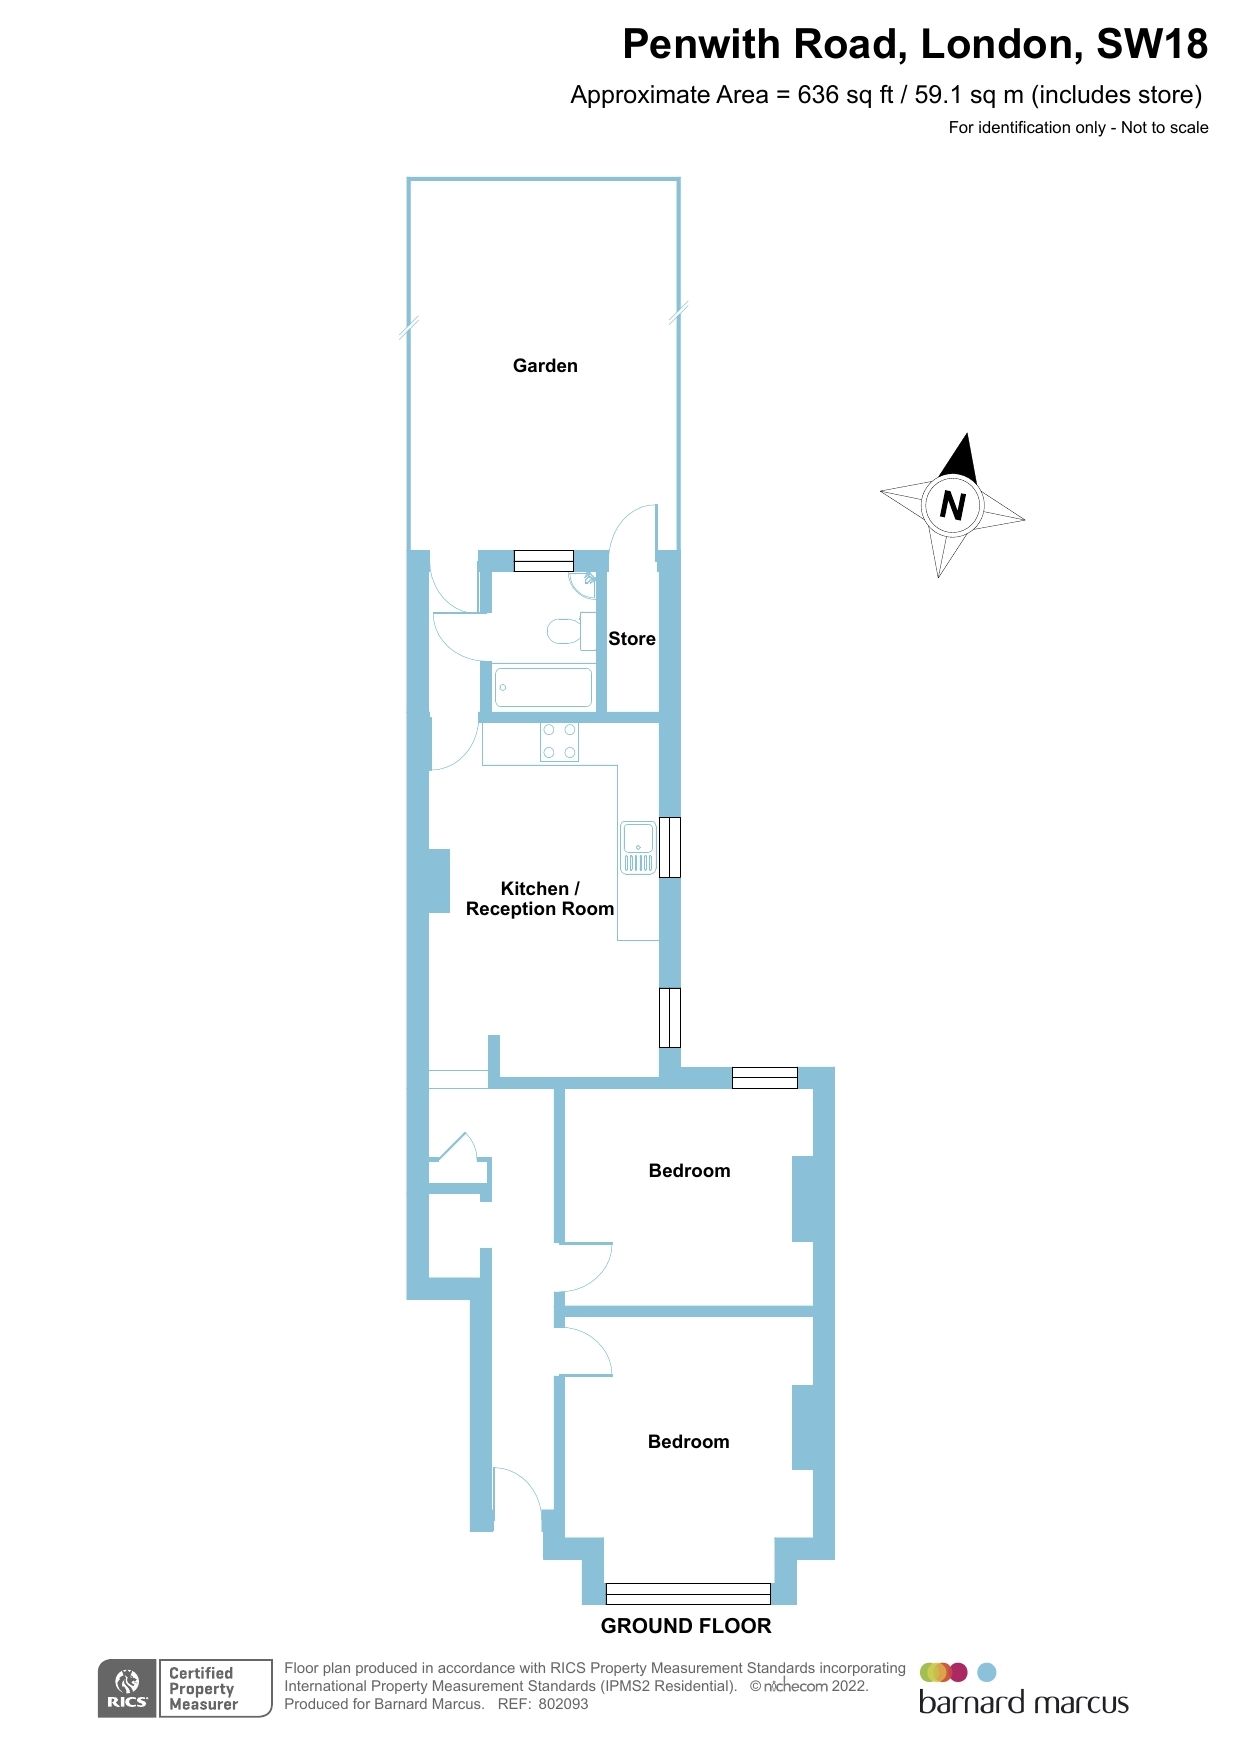 Penwith Road, London, SW18
Approximate Area = 636 sq ft / 59.1 sq m (includes store)
For identification only - Not to scale
Garden
N
Store
Kitchen /
Reception Room
Bedroom
Bedroom
GROUND FLOOR
RICS
Certified
Property
Measurer
Floor plan produced in accordance with RICS Property Measurement Standards incorporating
International Property Measurement Standards (IPMS2 Residential). © nichecom 2022.
Produced for Barnard Marcus. REF: 802093
barnard marcus